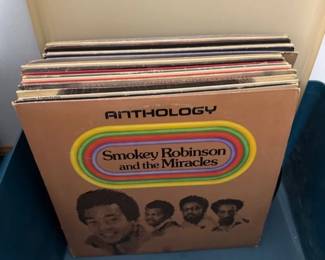 ANTHOLOGY
Smokey Robinson
and the Miracles